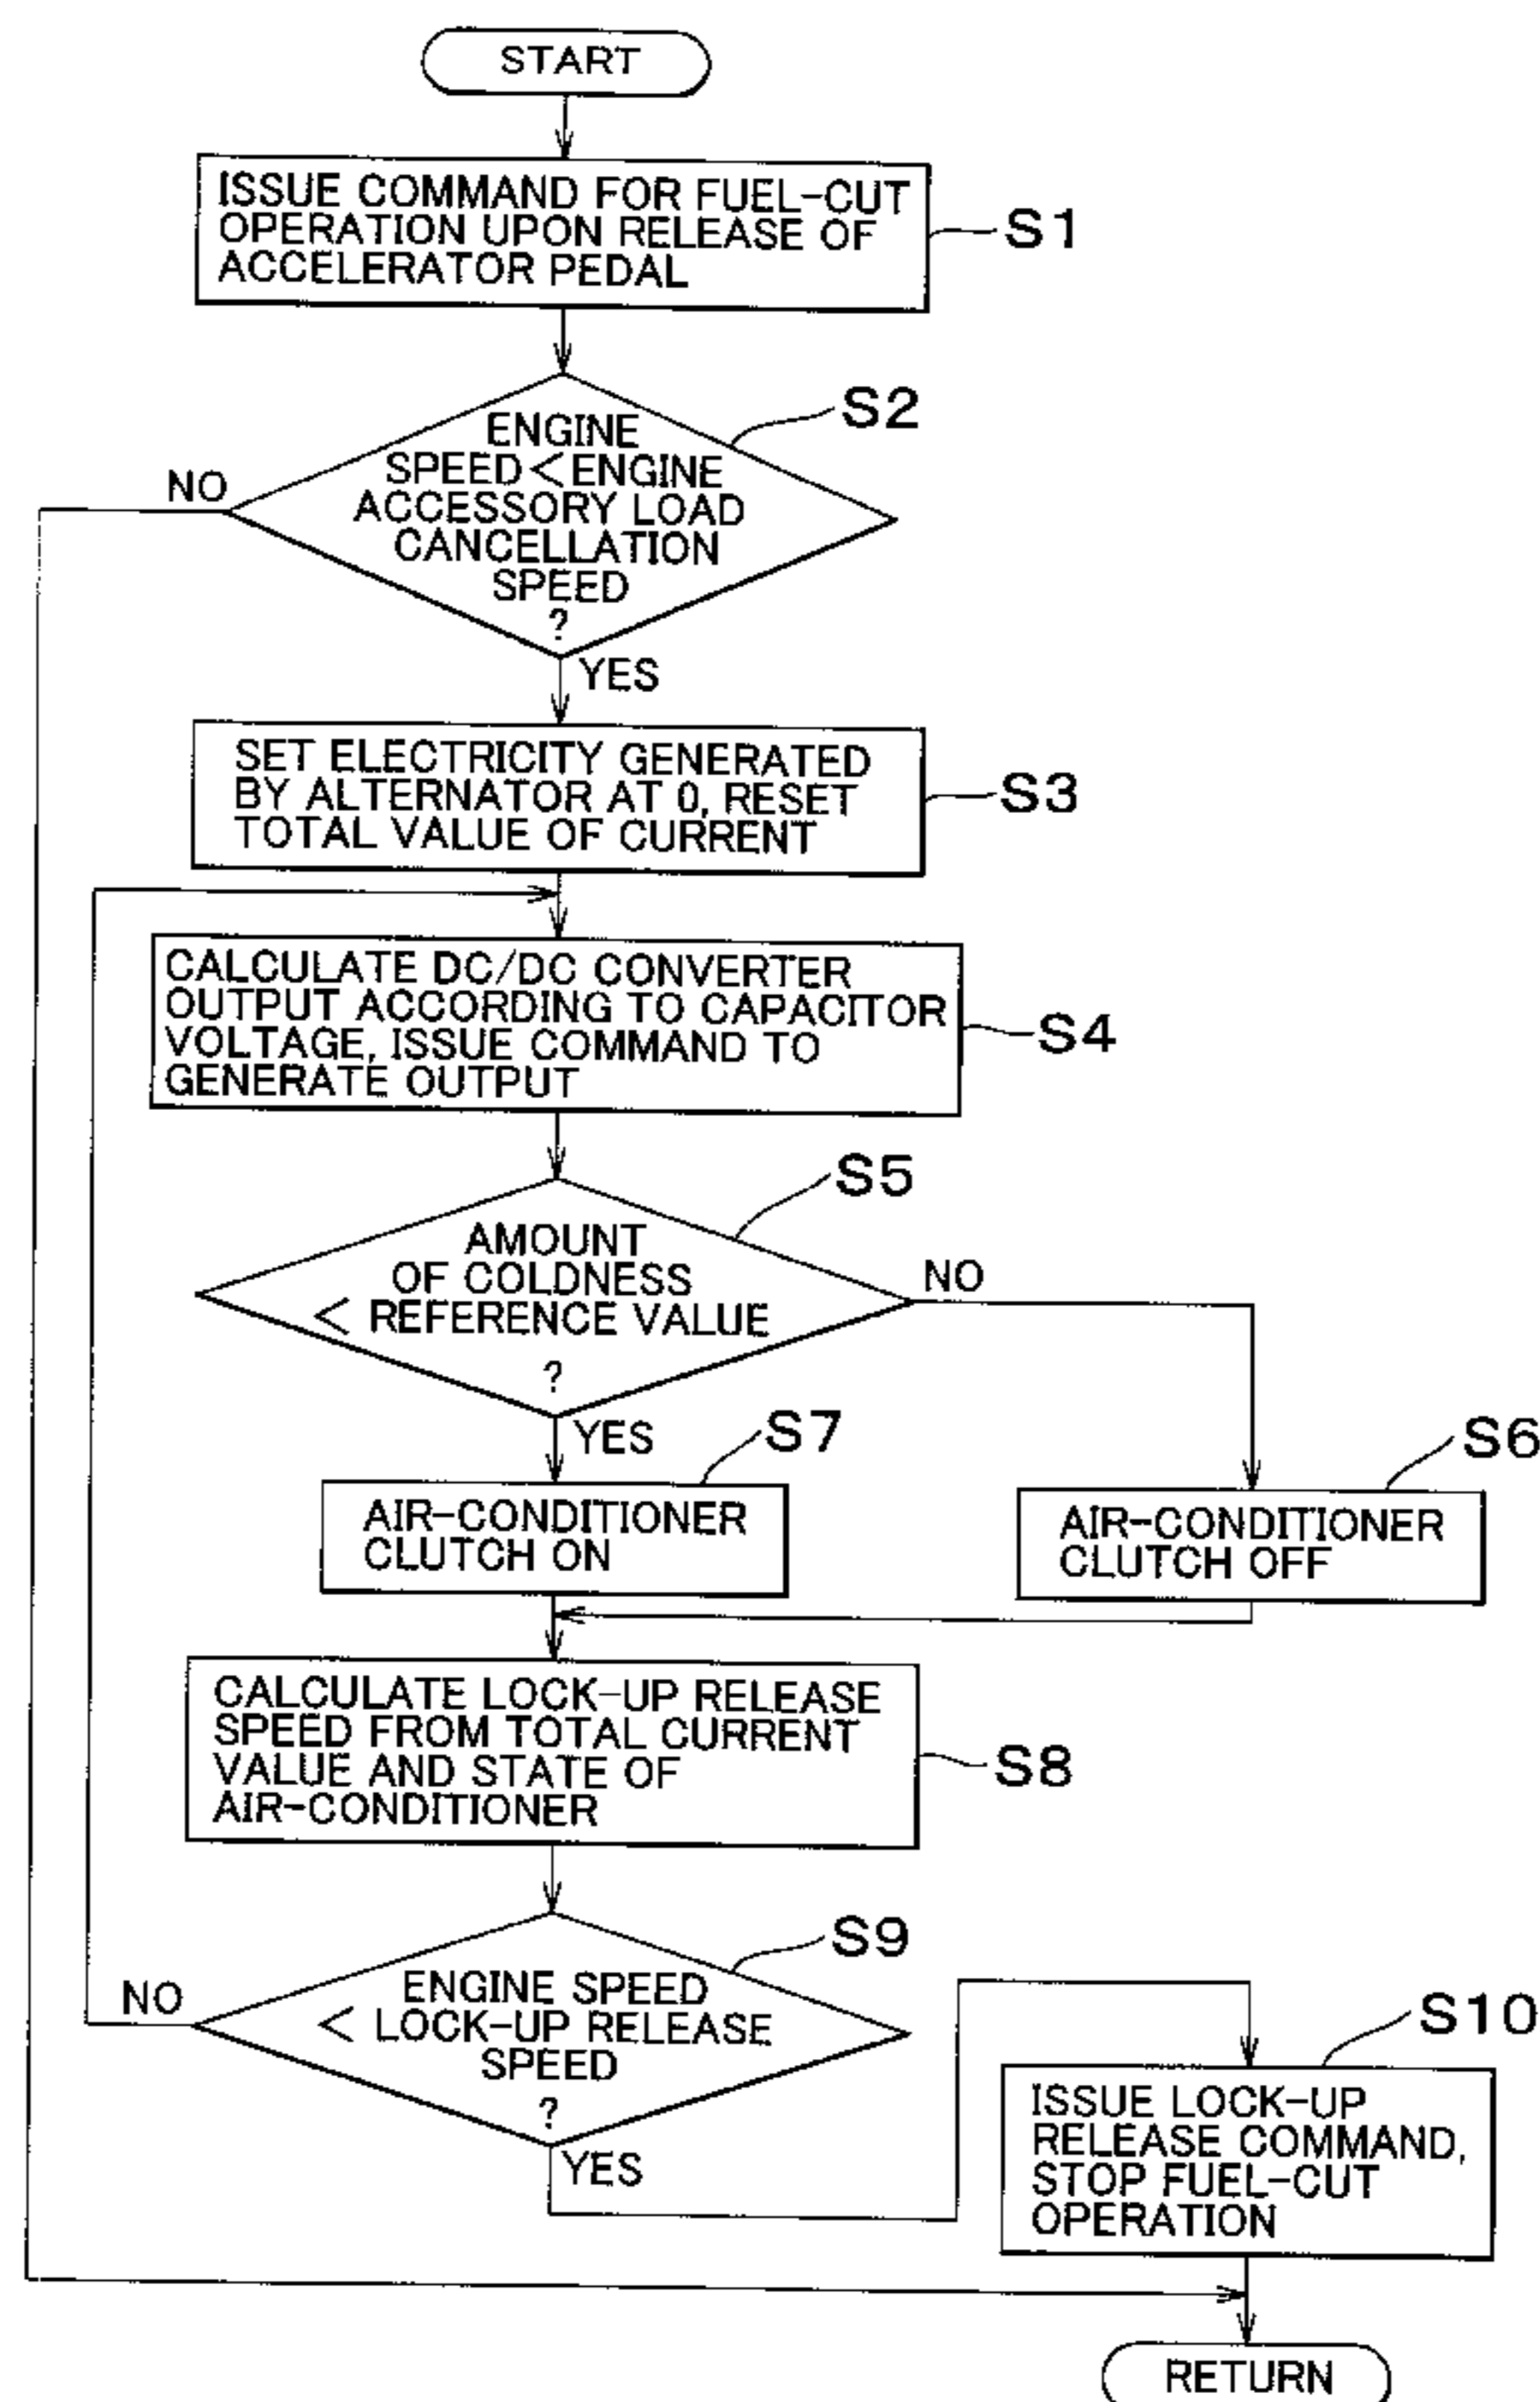 START
ISSUE COMMAND FOR FUEL-CUT
OPERATION UPON RELEASE OF
ACCELERATOR PEDAL
S1
S2
ENGINE
SPEED<ENGINE
ACCESSORY LOAD
CANCELLATION
SPEED
?
NO
YES
SET ELECTRICITY GENERATED
BY ALTERNATOR AT 0, RESET
TOTAL VALUE OF CURRENT
S3
CALCULATE DC/DC CONVERTER
OUTPUT ACCORDING TO CAPACITOR
VOLTAGE, ISSUE COMMAND TO
GENERATE OUTPUT
S4
S5
AMOUNT
OF COLDNESS
< REFERENCE VALUE
?
NO
YES
S7
AIR-CONDITIONER
CLUTCH ON
S6
AIR-CONDITIONER
CLUTCH OFF
CALCULATE LOCK-UP RELEASE
SPEED FROM TOTAL CURRENT
VALUE AND STATE OF
AIR-CONDITIONER
S8
S9
ENGINE SPEED
< LOCK-UP RELEASE
SPEED
?
NO
YES
S10
ISSUE LOCK-UP
RELEASE COMMAND,
STOP FUEL-CUT
OPERATION
RETURN